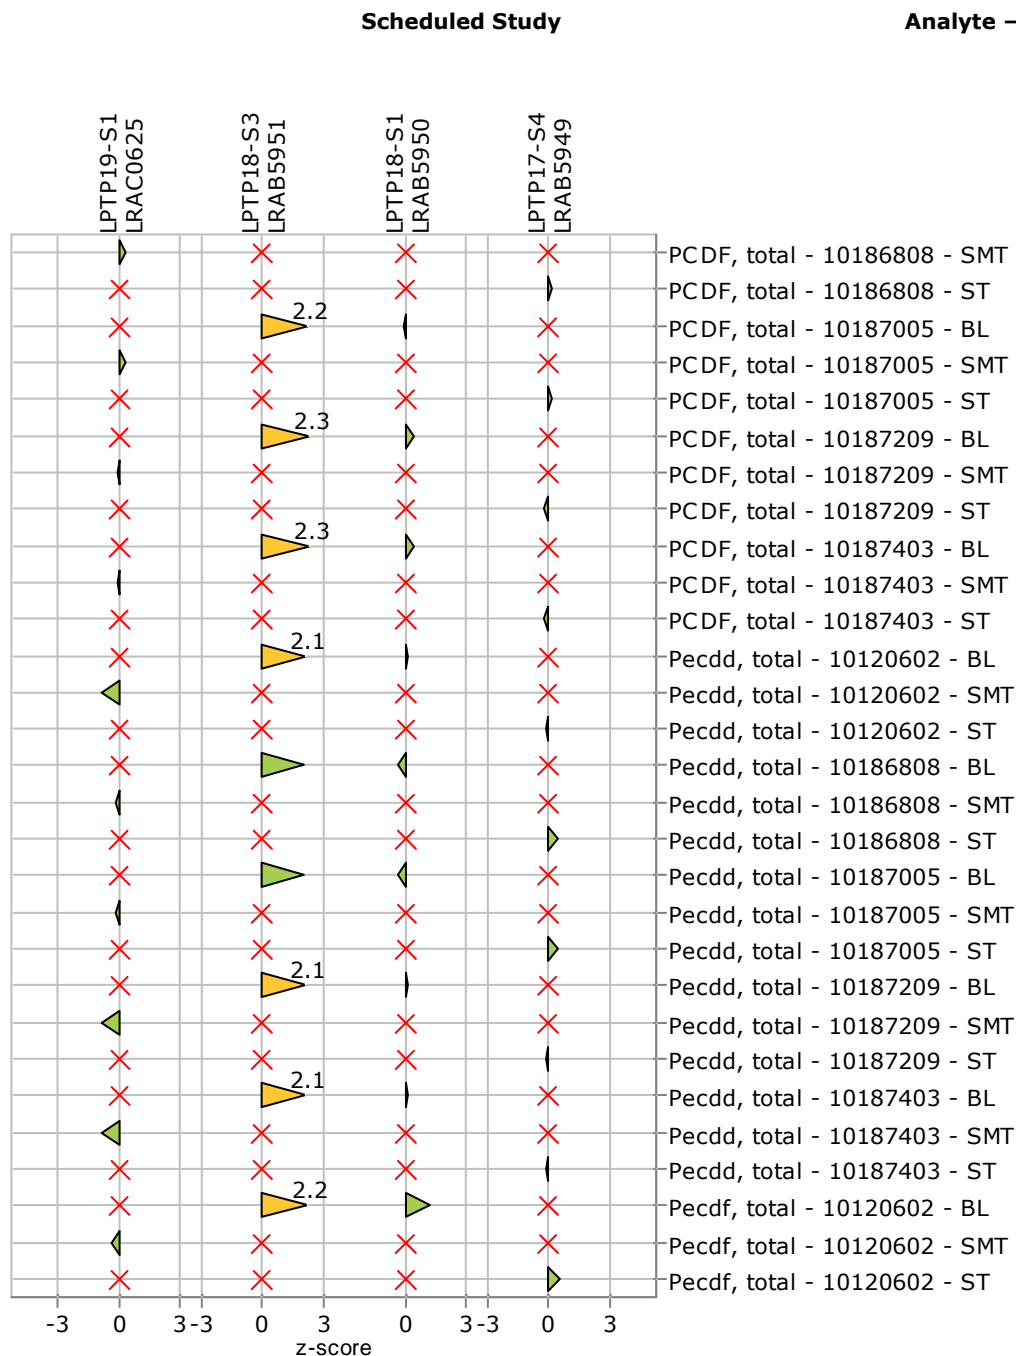 Scheduled Study
Analyte –
LPTP19-S1
LRAC0625
LPTP18-S3
LRAB5951
LPTP18-S1
LRAB5950
LPTP17-S4
LRAB5949
PCDF, total - 10186808 - SMT
PCDF, total - 10186808 - ST
2.2
PCDF, total - 10187005 - BL
PCDF, total - 10187005 - SMT
PCDF, total - 10187005 - ST
2.3
PCDF, total - 10187209 - BL
PCDF, total - 10187209 - SMT
PCDF, total - 10187209 - ST
2.3
PCDF, total - 10187403 - BL
PCDF, total - 10187403 - SMT
PCDF, total - 10187403 - ST
2.1
Pecdd, total - 10120602 - BL
Pecdd, total - 10120602 - SMT
Pecdd, total - 10120602 - ST
Pecdd, total - 10186808 - BL
Pecdd, total - 10186808 - SMT
Pecdd, total - 10186808 - ST
Pecdd, total - 10187005 - BL
Pecdd, total - 10187005 - SMT
Pecdd, total - 10187005 - ST
2.1
Pecdd, total - 10187209 - BL
Pecdd, total - 10187209 - SMT
Pecdd, total - 10187209 - ST
2.1
Pecdd, total - 10187403 - BL
Pecdd, total - 10187403 - SMT
Pecdd, total - 10187403 - ST
2.2
Pecdf, total - 10120602 - BL
Pecdf, total - 10120602 - SMT
Pecdf, total - 10120602 - ST
-3 0 3 -3 0 3 0 3 -3 0 3
z-score